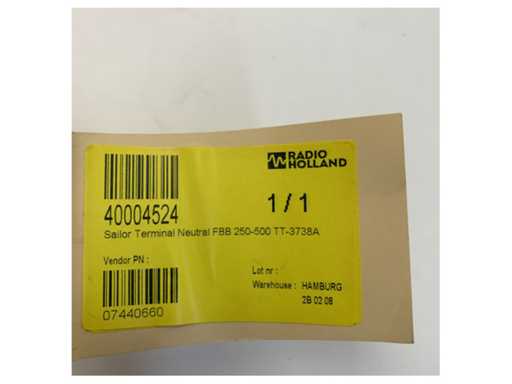 RADIO
HOLLAND
40004524
1 / 1
Sailor Terminal Neutral FBB 250-500 TT-3738A
Vendor PN :
Lot nr :
Warehouse : HAMBURG
2B 02 08
07440660